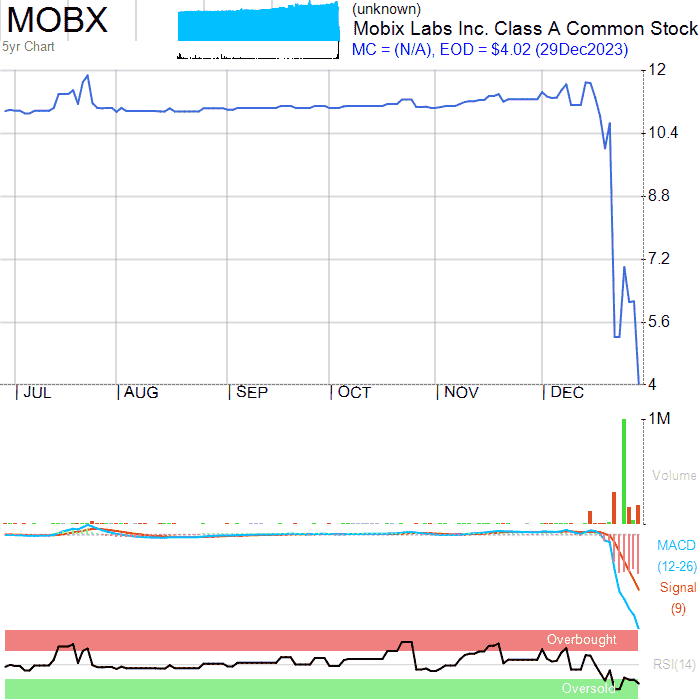 MOBX
(unknown)
Mobix Labs Inc. Class A Common Stock
5yr Chart
MC = (N/A), EOD = $4.02 (29Dec2023)
12
10.4
8.8
7.2
5.6
4
JUL AUG SEP OCT NOV DEC
1M
Volume
MACD
(12-26)
Signal
(9)
Overbought
RSI(14)
Oversold